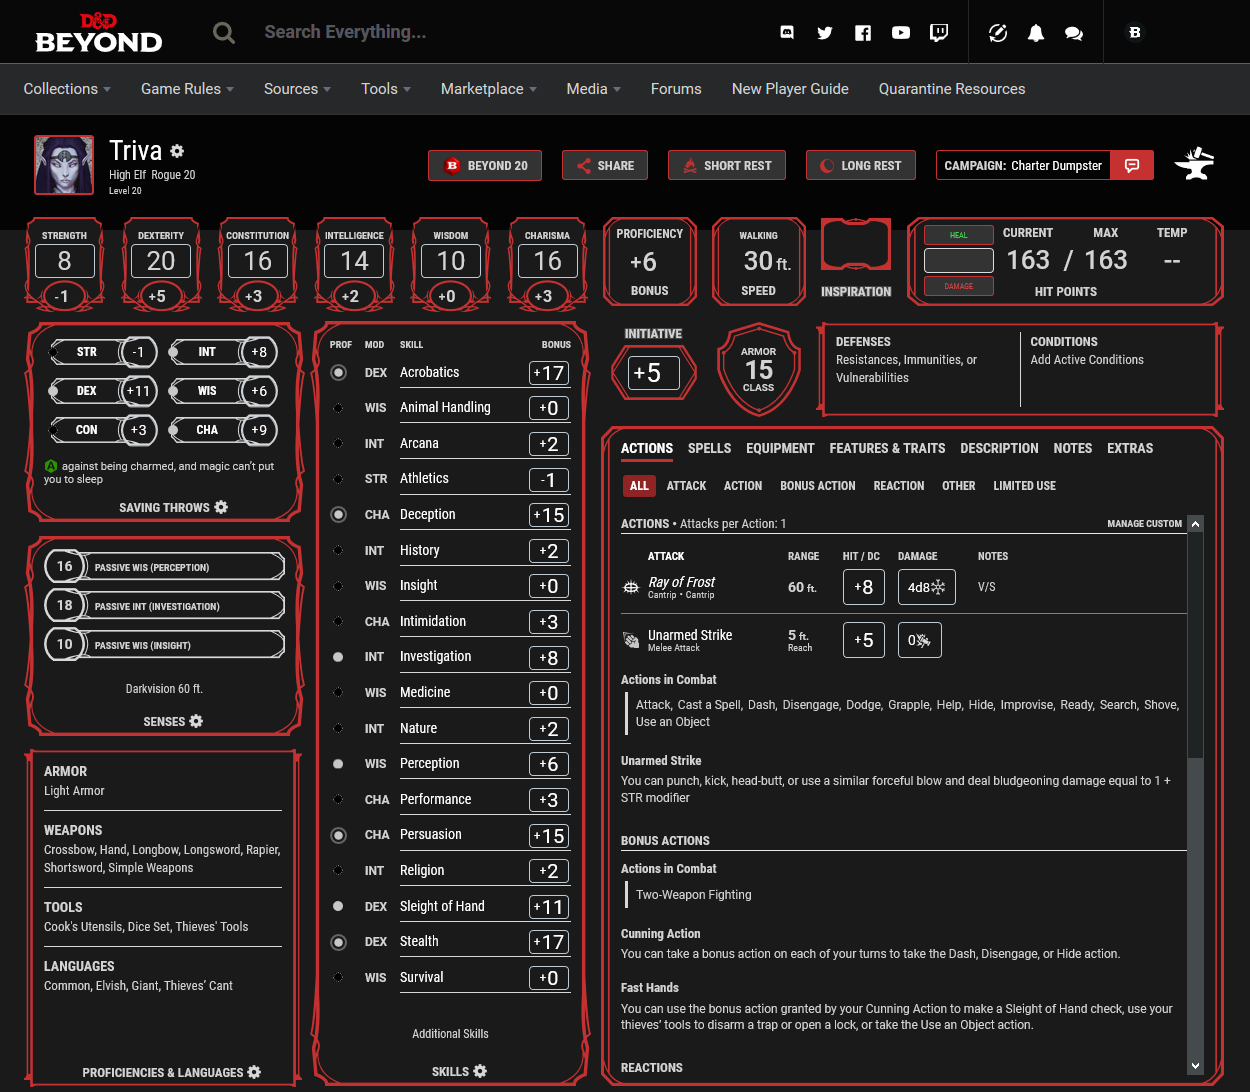 D&D
BEYOND
Search Everything...
B
Collections Game Rules Sources Tools Marketplace Media Forums New Player Guide Quarantine Resources
Triva
High Elf Rogue 20
Level 20
BEYOND 20
SHARE
SHORT REST
LONG REST
CAMPAIGN: Charter Dumpster
STRENGTH
8
-1
DEXTERITY
20
+5
CONSTITUTION
16
+3
INTELLIGENCE
14
+2
WISDOM
10
+0
CHARISMA
16
+3
PROFICIENCY
+6
BONUS
WALKING
30 ft.
SPEED
INSPIRATION
HEAL
DAMAGE
CURRENT MAX TEMP
163 / 163 --
HIT POINTS
STR -1
INT +8
DEX +11
WIS +6
CON +3
CHA +9
A against being charmed, and magic can't put
you to sleep
SAVING THROWS
16 PASSIVE WIS (PERCEPTION)
18 PASSIVE INT (INVESTIGATION)
10 PASSIVE WIS (INSIGHT)
Darkvision 60 ft.
SENSES
ARMOR
Light Armor
WEAPONS
Crossbow, Hand, Longbow, Longsword, Rapier,
Shortsword, Simple Weapons
TOOLS
Cook's Utensils, Dice Set, Thieves' Tools
LANGUAGES
Common, Elvish, Giant, Thieves' Cant
PROFICIENCIES & LANGUAGES
PROF MOD SKILL BONUS
DEX Acrobatics +17
WIS Animal Handling +0
INT Arcana +2
STR Athletics -1
CHA Deception +15
INT History +2
WIS Insight +0
CHA Intimidation +3
INT Investigation +8
WIS Medicine +0
INT Nature +2
WIS Perception +6
CHA Performance +3
CHA Persuasion +15
INT Religion +2
DEX Sleight of Hand +11
DEX Stealth +17
WIS Survival +0
Additional Skills
SKILLS
INITIATIVE
+5
ARMOR
15
CLASS
DEFENSES
Resistances, Immunities, or
Vulnerabilities
CONDITIONS
Add Active Conditions
ACTIONS SPELLS EQUIPMENT FEATURES & TRAITS DESCRIPTION NOTES EXTRAS
ALL ATTACK ACTION BONUS ACTION REACTION OTHER LIMITED USE
ACTIONS • Attacks per Action: 1 MANAGE CUSTOM
ATTACK RANGE HIT / DC DAMAGE NOTES
Ray of Frost 60 ft. +8 4d8 V/S
Cantrip • Cantrip
Unarmed Strike 5 ft. +5 0
Melee Attack Reach
Actions in Combat
Attack, Cast a Spell, Dash, Disengage, Dodge, Grapple, Help, Hide, Improvise, Ready, Search, Shove,
Use an Object
Unarmed Strike
You can punch, kick, head-butt, or use a similar forceful blow and deal bludgeoning damage equal to 1 +
STR modifier
BONUS ACTIONS
Actions in Combat
Two-Weapon Fighting
Cunning Action
You can take a bonus action on each of your turns to take the Dash, Disengage, or Hide action.
Fast Hands
You can use the bonus action granted by your Cunning Action to make a Sleight of Hand check, use your
thieves' tools to disarm a trap or open a lock, or take the Use an Object action.
REACTIONS